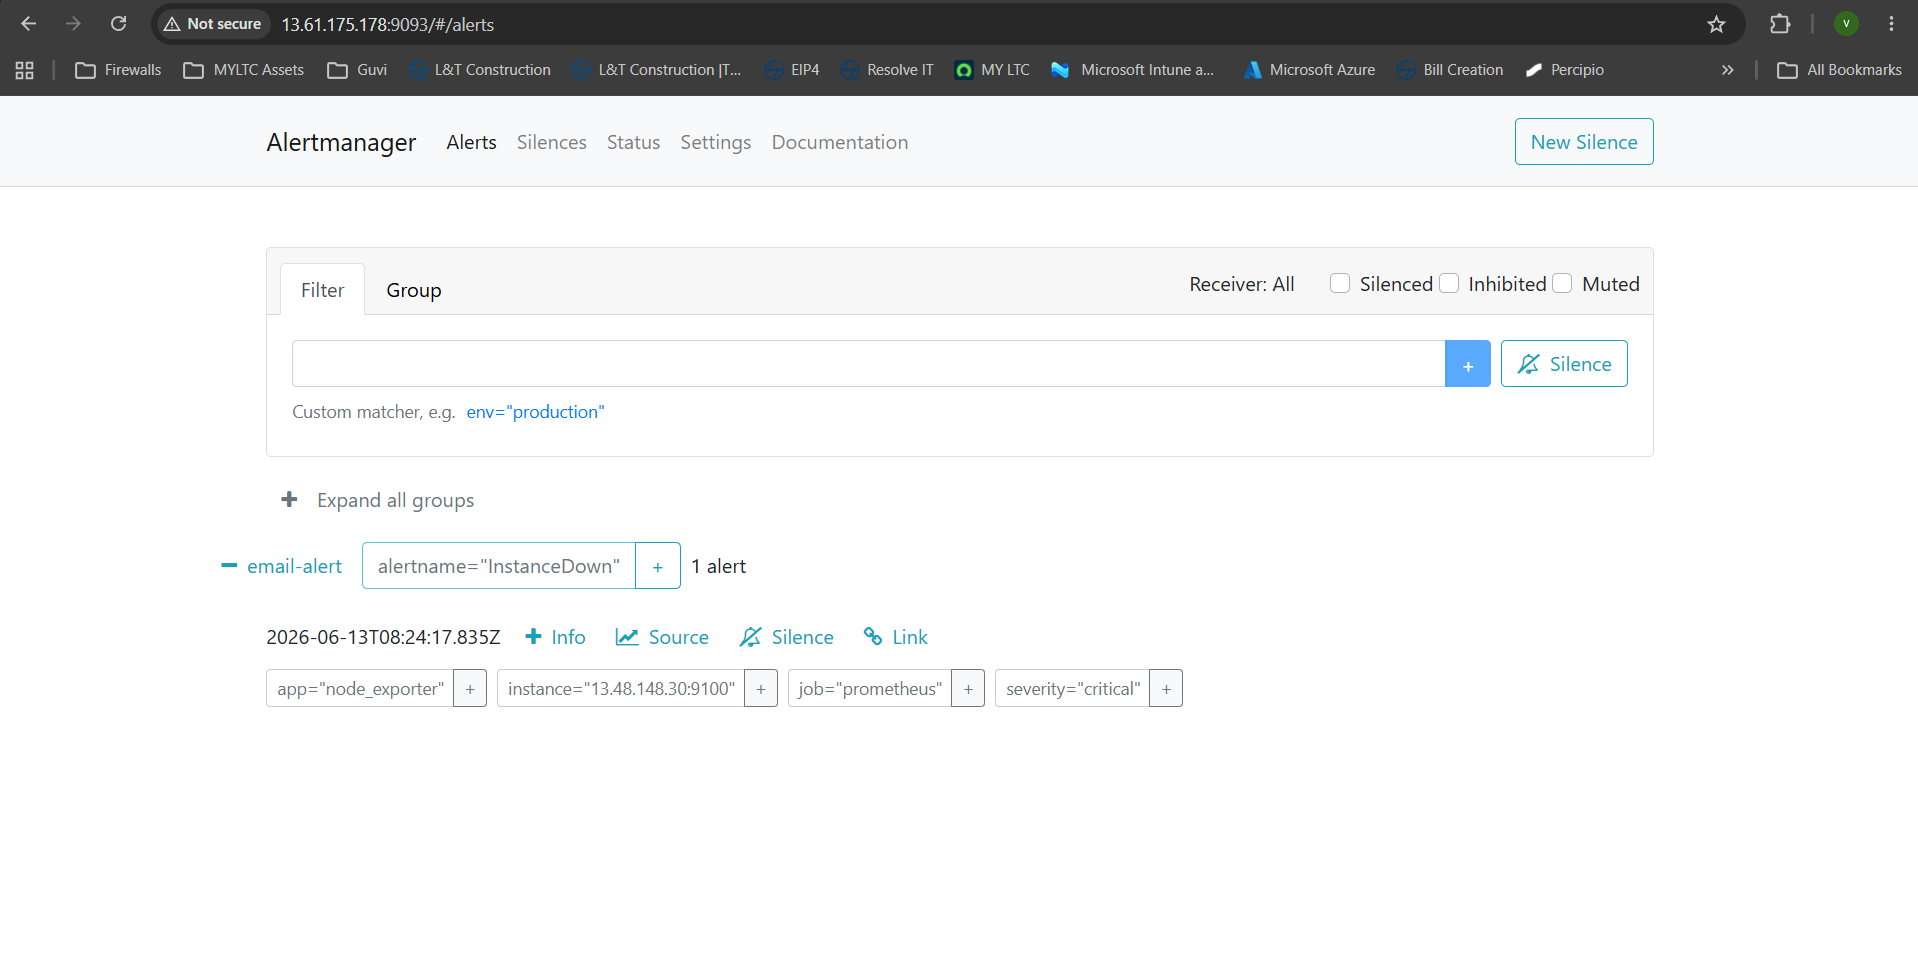 Not secure 13.61.175.178:9093/#/alerts V
Firewalls MYLTC Assets Guvi L&T Construction L&T Construction |T... EIP4 Resolve IT MY LTC Microsoft Intune a... Microsoft Azure Bill Creation Percipio » All Bookmarks
Alertmanager Alerts Silences Status Settings Documentation New Silence
Filter Group Receiver: All Silenced Inhibited Muted
+ Silence
Custom matcher, e.g. env="production"
+ Expand all groups
− email-alert alertname="InstanceDown" + 1 alert
2026-06-13T08:24:17.835Z + Info Source Silence Link
app="node_exporter" + instance="13.48.148.30:9100" + job="prometheus" + severity="critical" +